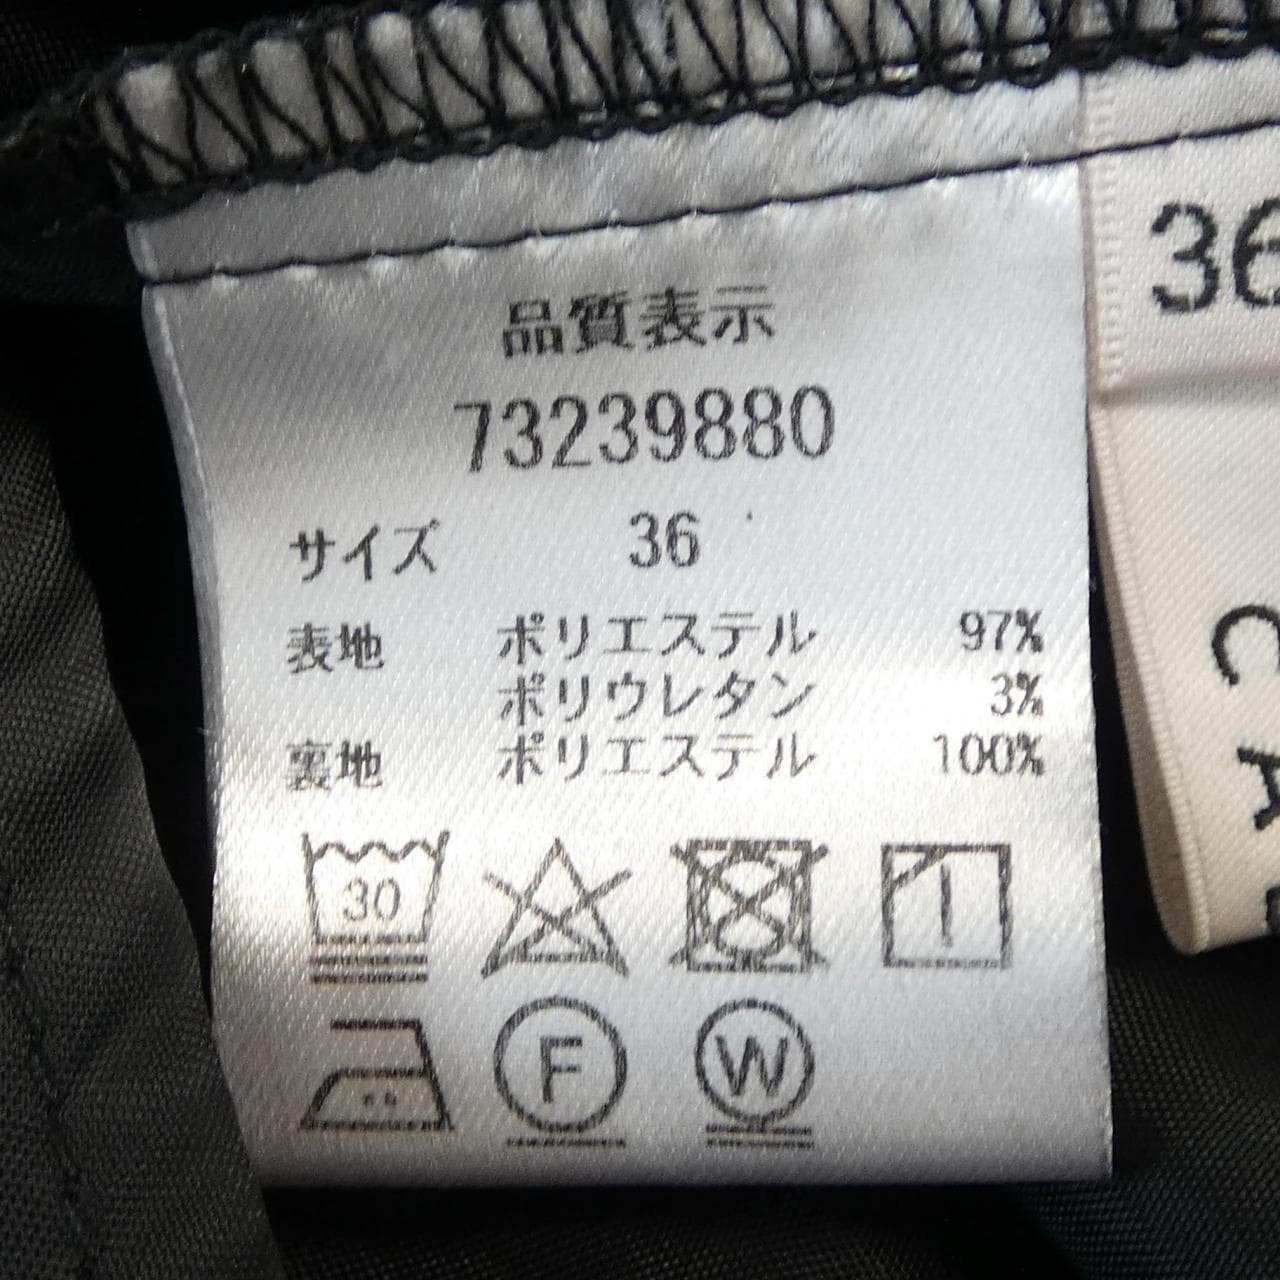 品質表示
73239880
サイズ 36
表地 ポリエステル 97%
ポリウレタン 3%
裏地 ポリエステル 100%
30
F
W
36
C A